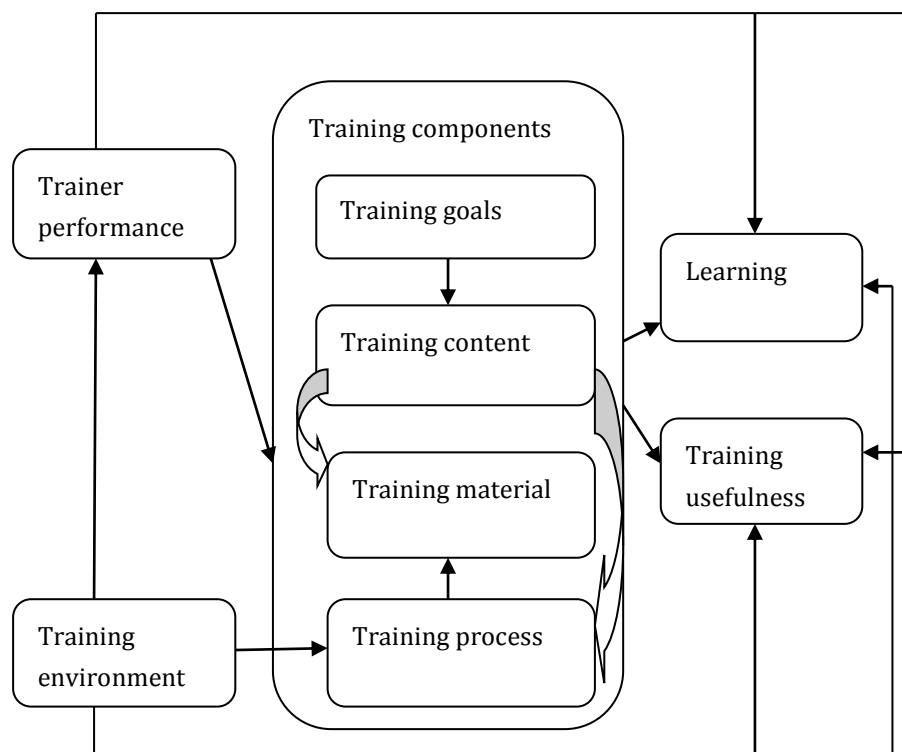 Training components
Trainer
performance
Training goals
Learning
Training content
Training
usefulness
Training material
Training
environment
Training process